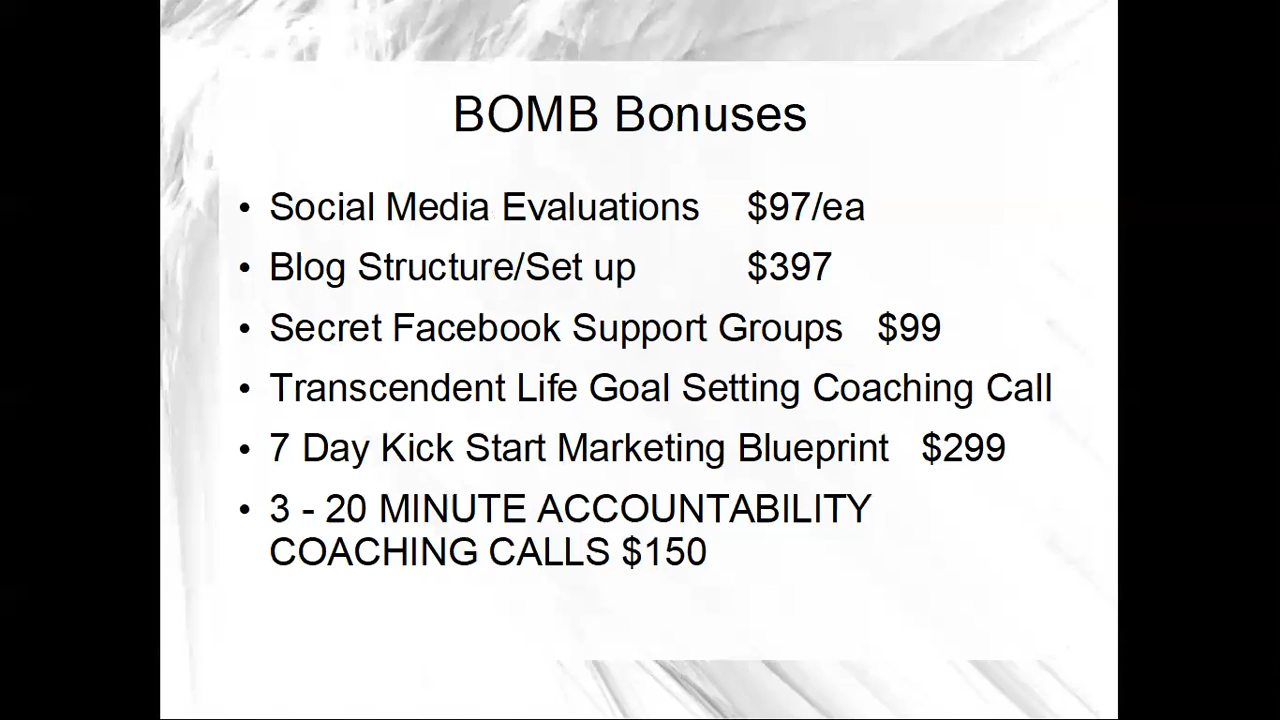 BOMB Bonuses
• Social Media Evaluations $97/ea
• Blog Structure/Set up $397
• Secret Facebook Support Groups $99
• Transcendent Life Goal Setting Coaching Call
• 7 Day Kick Start Marketing Blueprint $299
• 3 - 20 MINUTE ACCOUNTABILITY
COACHING CALLS $150